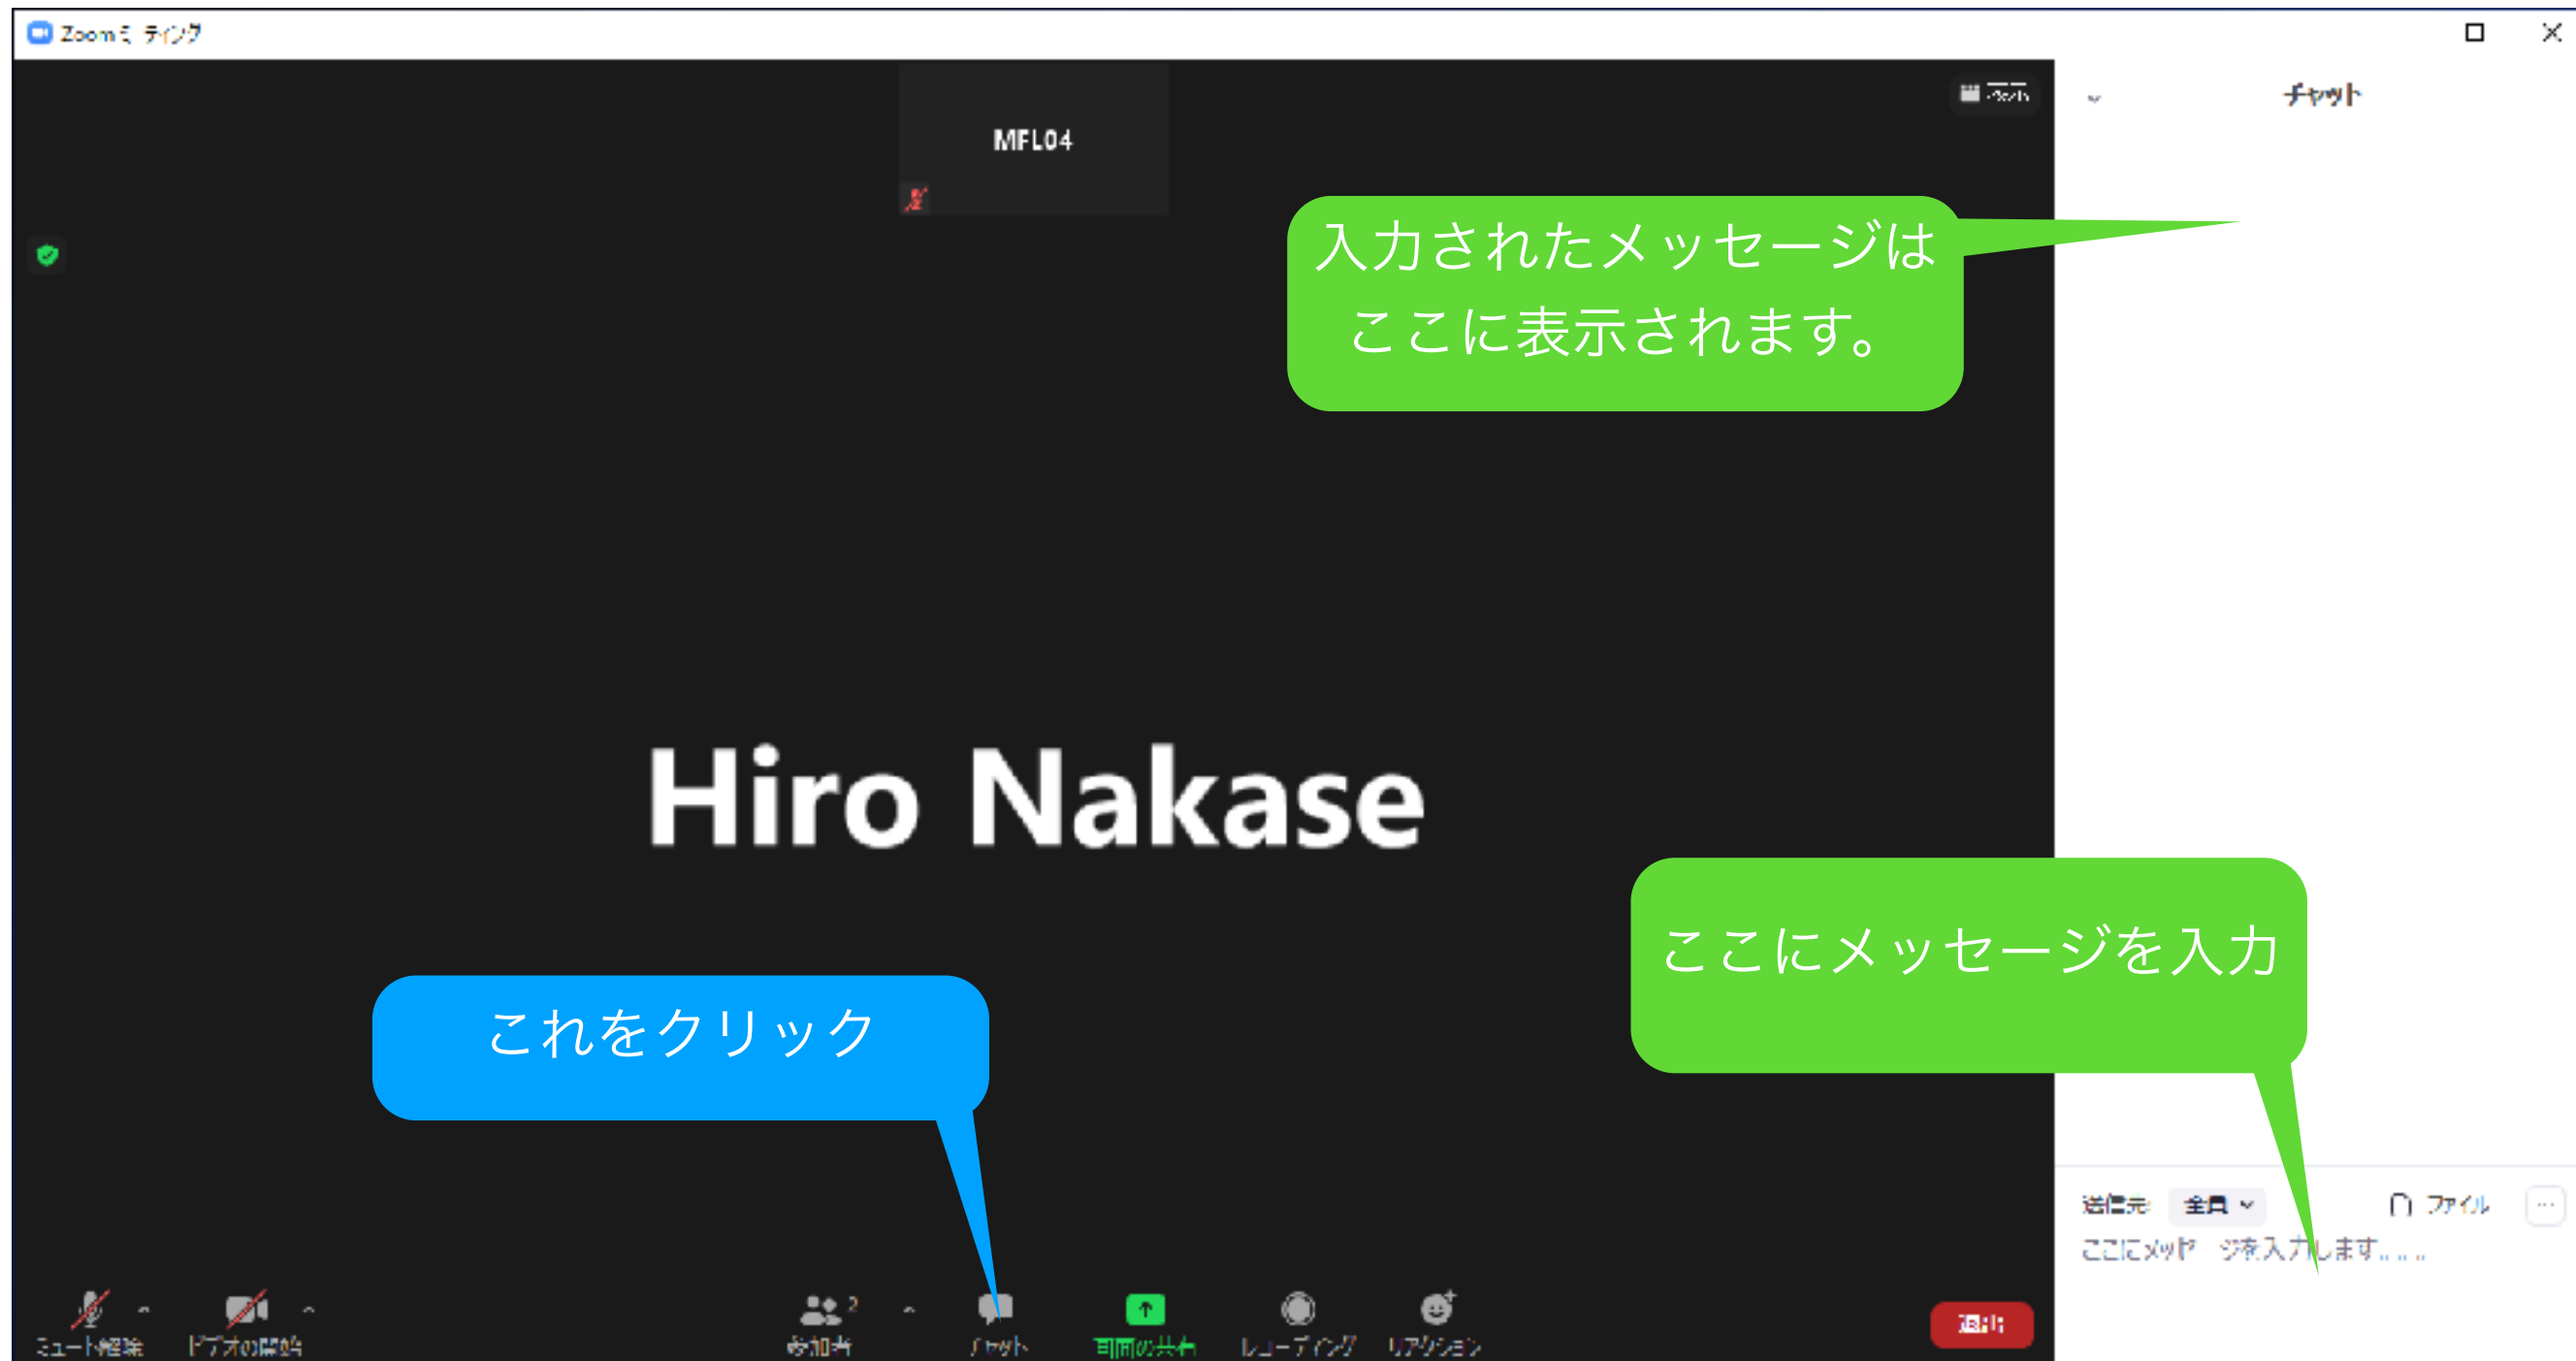 Zoomミーティング
チャット
MFL04
入力されたメッセージは
ここに表示されます。
Hiro Nakase
ここにメッセージを入力
これをクリック
送信先: 全員 ファイル
ここにメッセージを入力します...
2
ミュート解除 ビデオの開始 参加者 チャット 画面の共有 レコーディング リアクション 退出